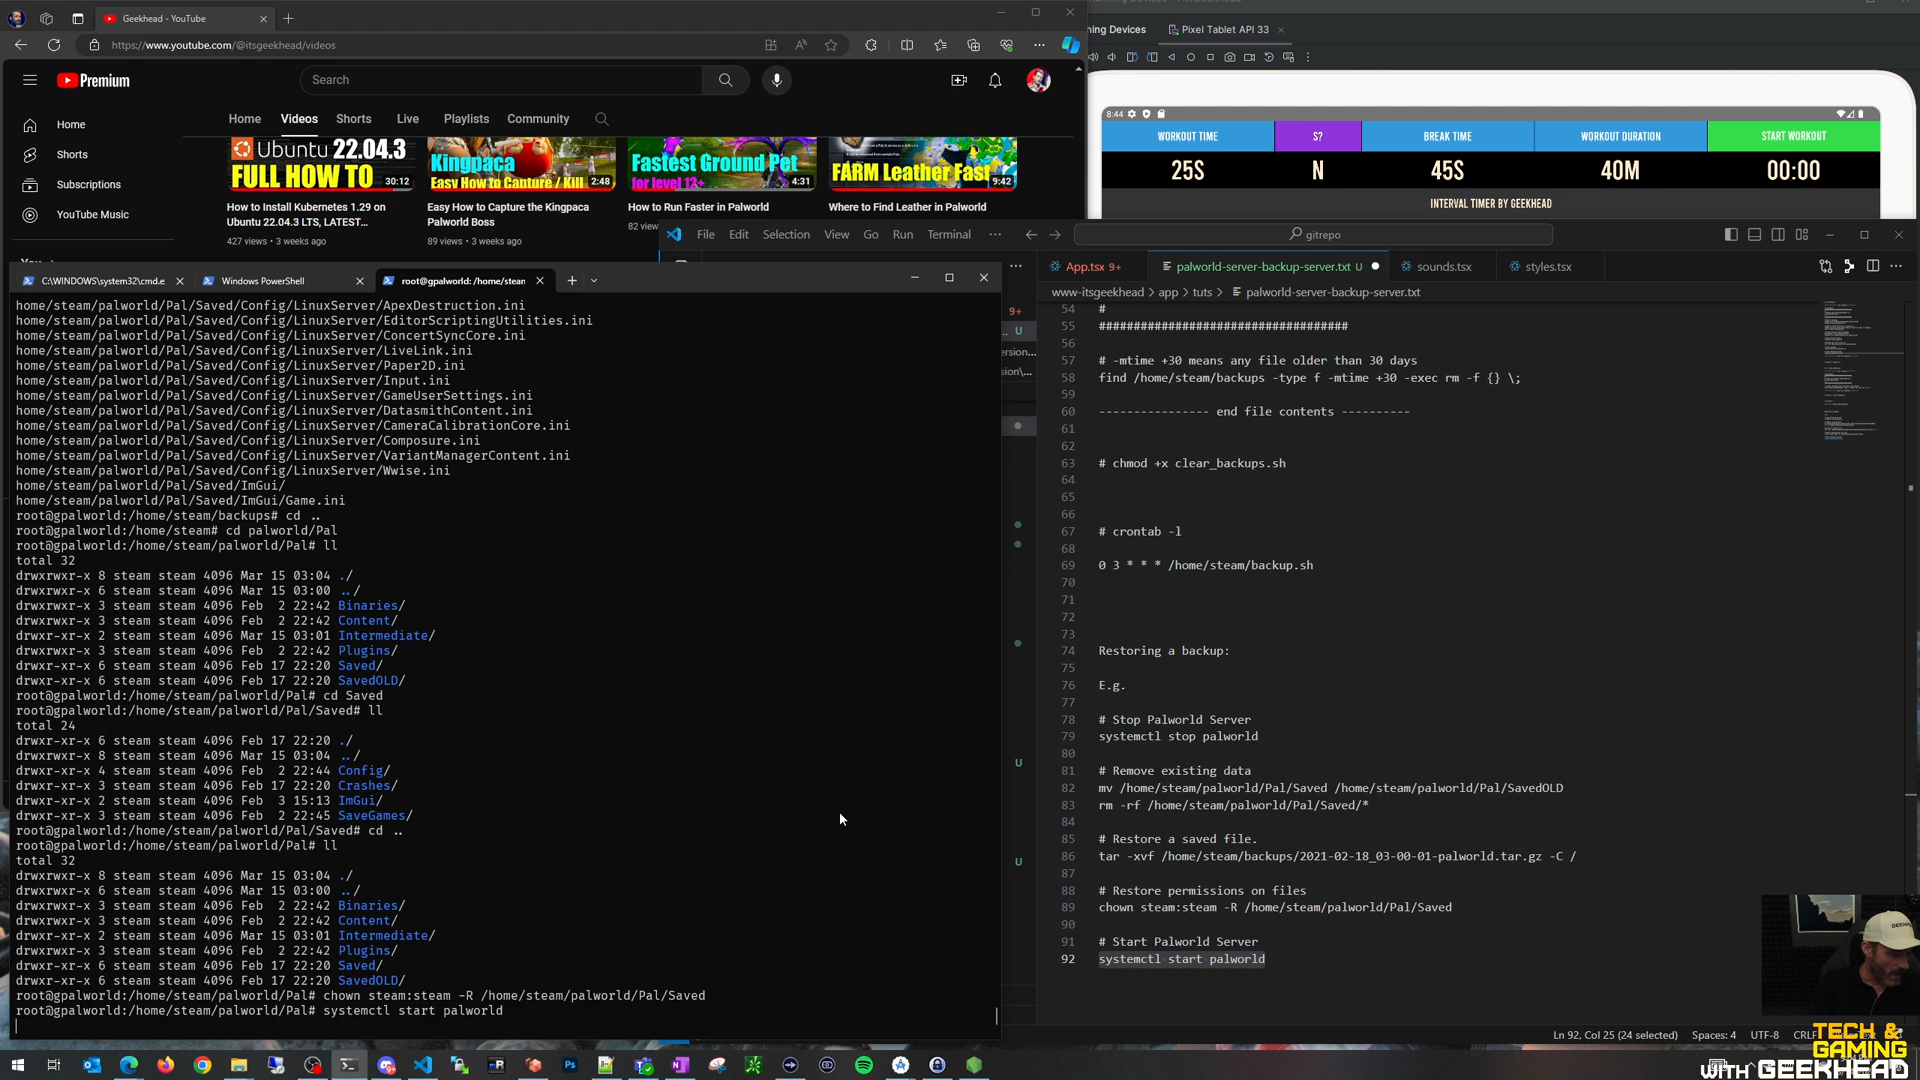 Geekhead - YouTube
https://www.youtube.com/@itsgeekhead/videos
Premium
Search
Home
Shorts
Subscriptions
YouTube Music
Home Videos Shorts Live Playlists Community
Ubuntu 22.04.3
FULL HOW TO
30:12
How to Install Kubernetes 1.29 on
Ubuntu 22.04.3 LTS, LATEST...
427 views • 3 weeks ago
Kingpaca
Easy How to Capture / Kill
2:48
Easy How to Capture the Kingpaca
Palworld Boss
89 views • 3 weeks ago
Fastest Ground Pet
for level 12+
4:31
How to Run Faster in Palworld
82 view
FARM Leather Fast
9:42
Where to Find Leather in Palworld
ning Devices
Pixel Tablet API 33
8:44
WORKOUT TIME S? BREAK TIME WORKOUT DURATION START WORKOUT
25S N 45S 40M 00:00
INTERVAL TIMER BY GEEKHEAD
C:\WINDOWS\system32\cmd.e
Windows PowerShell
root@gpalworld: /home/steam
home/steam/palworld/Pal/Saved/Config/LinuxServer/ApexDestruction.ini
home/steam/palworld/Pal/Saved/Config/LinuxServer/EditorScriptingUtilities.ini
home/steam/palworld/Pal/Saved/Config/LinuxServer/ConcertSyncCore.ini
home/steam/palworld/Pal/Saved/Config/LinuxServer/LiveLink.ini
home/steam/palworld/Pal/Saved/Config/LinuxServer/Paper2D.ini
home/steam/palworld/Pal/Saved/Config/LinuxServer/Input.ini
home/steam/palworld/Pal/Saved/Config/LinuxServer/GameUserSettings.ini
home/steam/palworld/Pal/Saved/Config/LinuxServer/DatasmithContent.ini
home/steam/palworld/Pal/Saved/Config/LinuxServer/CameraCalibrationCore.ini
home/steam/palworld/Pal/Saved/Config/LinuxServer/Composure.ini
home/steam/palworld/Pal/Saved/Config/LinuxServer/VariantManagerContent.ini
home/steam/palworld/Pal/Saved/Config/LinuxServer/Wwise.ini
home/steam/palworld/Pal/Saved/ImGui/
home/steam/palworld/Pal/Saved/ImGui/Game.ini
root@gpalworld:/home/steam/backups# cd ..
root@gpalworld:/home/steam# cd palworld/Pal
root@gpalworld:/home/steam/palworld/Pal# ll
total 32
drwxrwxr-x 8 steam steam 4096 Mar 15 03:04 ./
drwxrwxr-x 6 steam steam 4096 Mar 15 03:00 ../
drwxrwxr-x 3 steam steam 4096 Feb  2 22:42 Binaries/
drwxrwxr-x 3 steam steam 4096 Feb  2 22:42 Content/
drwxr-xr-x 2 steam steam 4096 Mar 15 03:01 Intermediate/
drwxrwxr-x 3 steam steam 4096 Feb  2 22:42 Plugins/
drwxr-xr-x 6 steam steam 4096 Feb 17 22:20 Saved/
drwxr-xr-x 6 steam steam 4096 Feb 17 22:20 SavedOLD/
root@gpalworld:/home/steam/palworld/Pal# cd Saved
root@gpalworld:/home/steam/palworld/Pal/Saved# ll
total 24
drwxr-xr-x 6 steam steam 4096 Feb 17 22:20 ./
drwxrwxr-x 8 steam steam 4096 Mar 15 03:04 ../
drwxr-xr-x 4 steam steam 4096 Feb  2 22:44 Config/
drwxr-xr-x 3 steam steam 4096 Feb 17 22:20 Crashes/
drwxr-xr-x 2 steam steam 4096 Feb  3 15:13 ImGui/
drwxr-xr-x 3 steam steam 4096 Feb  2 22:45 SaveGames/
root@gpalworld:/home/steam/palworld/Pal/Saved# cd ..
root@gpalworld:/home/steam/palworld/Pal# ll
total 32
drwxrwxr-x 8 steam steam 4096 Mar 15 03:04 ./
drwxrwxr-x 6 steam steam 4096 Mar 15 03:00 ../
drwxrwxr-x 3 steam steam 4096 Feb  2 22:42 Binaries/
drwxrwxr-x 3 steam steam 4096 Feb  2 22:42 Content/
drwxr-xr-x 2 steam steam 4096 Mar 15 03:01 Intermediate/
drwxrwxr-x 3 steam steam 4096 Feb  2 22:42 Plugins/
drwxr-xr-x 6 steam steam 4096 Feb 17 22:20 Saved/
drwxr-xr-x 6 steam steam 4096 Feb 17 22:20 SavedOLD/
root@gpalworld:/home/steam/palworld/Pal# chown steam:steam -R /home/steam/palworld/Pal/Saved
root@gpalworld:/home/steam/palworld/Pal# systemctl start palworld
File Edit Selection View Go Run Terminal ...
gitrepo
App.tsx 9+
palworld-server-backup-server.txt U
sounds.tsx
styles.tsx
www-itsgeekhead > app > tuts > palworld-server-backup-server.txt
9+
U
ersion...
ersion\...
U
U
54 #
55 ####################################
56
57 # -mtime +30 means any file older than 30 days
58 find /home/steam/backups -type f -mtime +30 -exec rm -f {} \;
59
60 ---------------- end file contents ----------
61
62
63 # chmod +x clear_backups.sh
64
65
66
67 # crontab -l
68
69 0 3 * * * /home/steam/backup.sh
70
71
72
73
74 Restoring a backup:
75
76 E.g.
77
78 # Stop Palworld Server
79 systemctl stop palworld
80
81 # Remove existing data
82 mv /home/steam/palworld/Pal/Saved /home/steam/palworld/Pal/SavedOLD
83 rm -rf /home/steam/palworld/Pal/Saved/*
84
85 # Restore a saved file.
86 tar -xvf /home/steam/backups/2021-02-18_03-00-01-palworld.tar.gz -C /
87
88 # Restore permissions on files
89 chown steam:steam -R /home/steam/palworld/Pal/Saved
90
91 # Start Palworld Server
92 systemctl start palworld
Ln 92, Col 25 (24 selected) Spaces: 4 UTF-8 CRLF
TECH &
GAMING
WITH GEEKHEAD